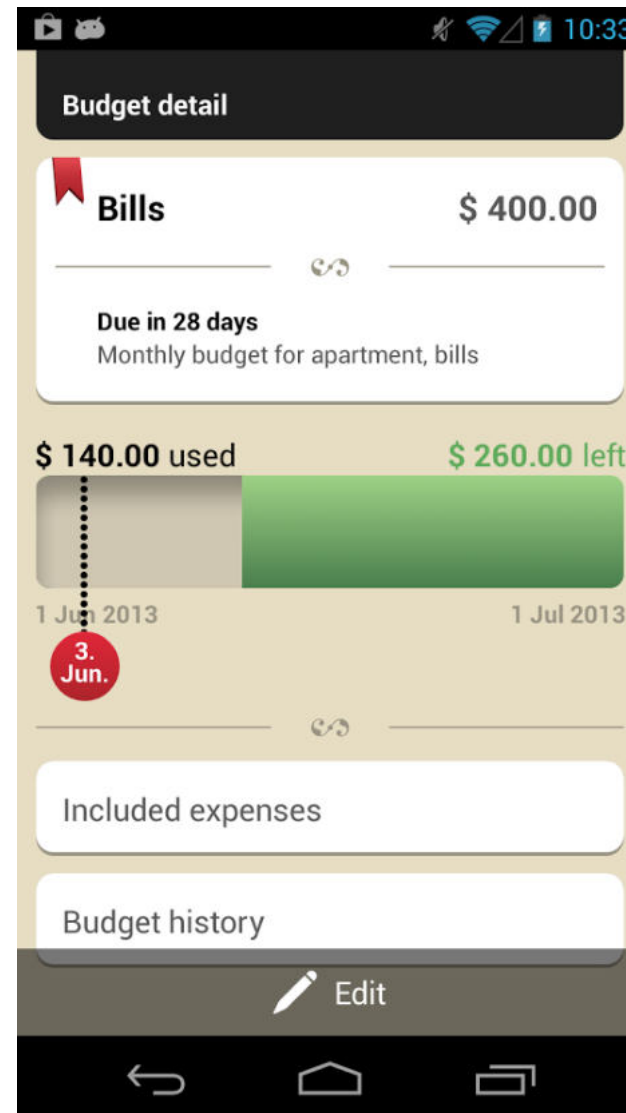 10:33
Budget detail
Bills $ 400.00
Due in 28 days
Monthly budget for apartment, bills
$ 140.00 used $ 260.00 left
1 Jun 2013 1 Jul 2013
3.
Jun.
Included expenses
Budget history
Edit